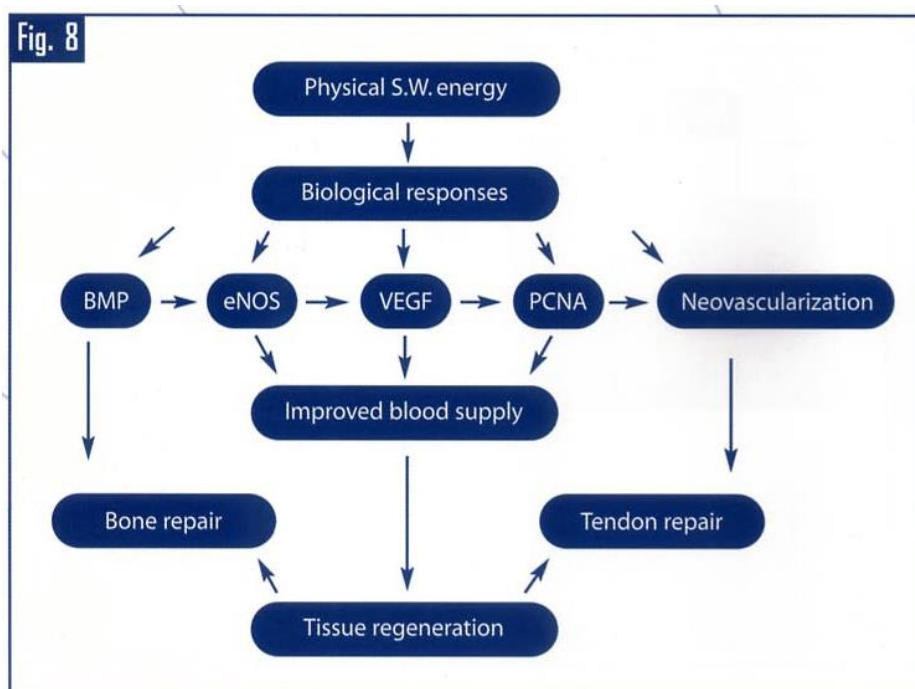 Fig. 8
Physical S.W. energy
Biological responses
BMP
eNOS
VEGF
PCNA
Neovascularization
Improved blood supply
Bone repair
Tendon repair
Tissue regeneration